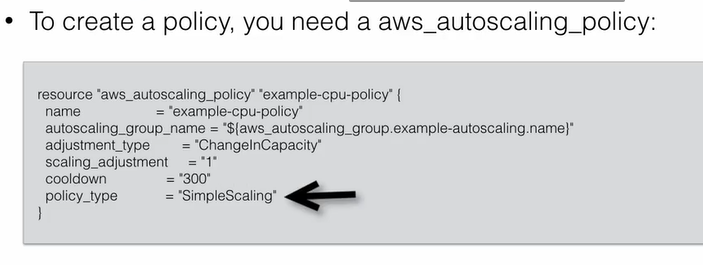 • To create a policy, you need a aws_autoscaling_policy:
resource "aws_autoscaling_policy" "example-cpu-policy" {
name = "example-cpu-policy"
autoscaling_group_name = "${aws_autoscaling_group.example-autoscaling.name}"
adjustment_type = "ChangeInCapacity"
scaling_adjustment = "1"
cooldown = "300"
policy_type = "SimpleScaling"
}